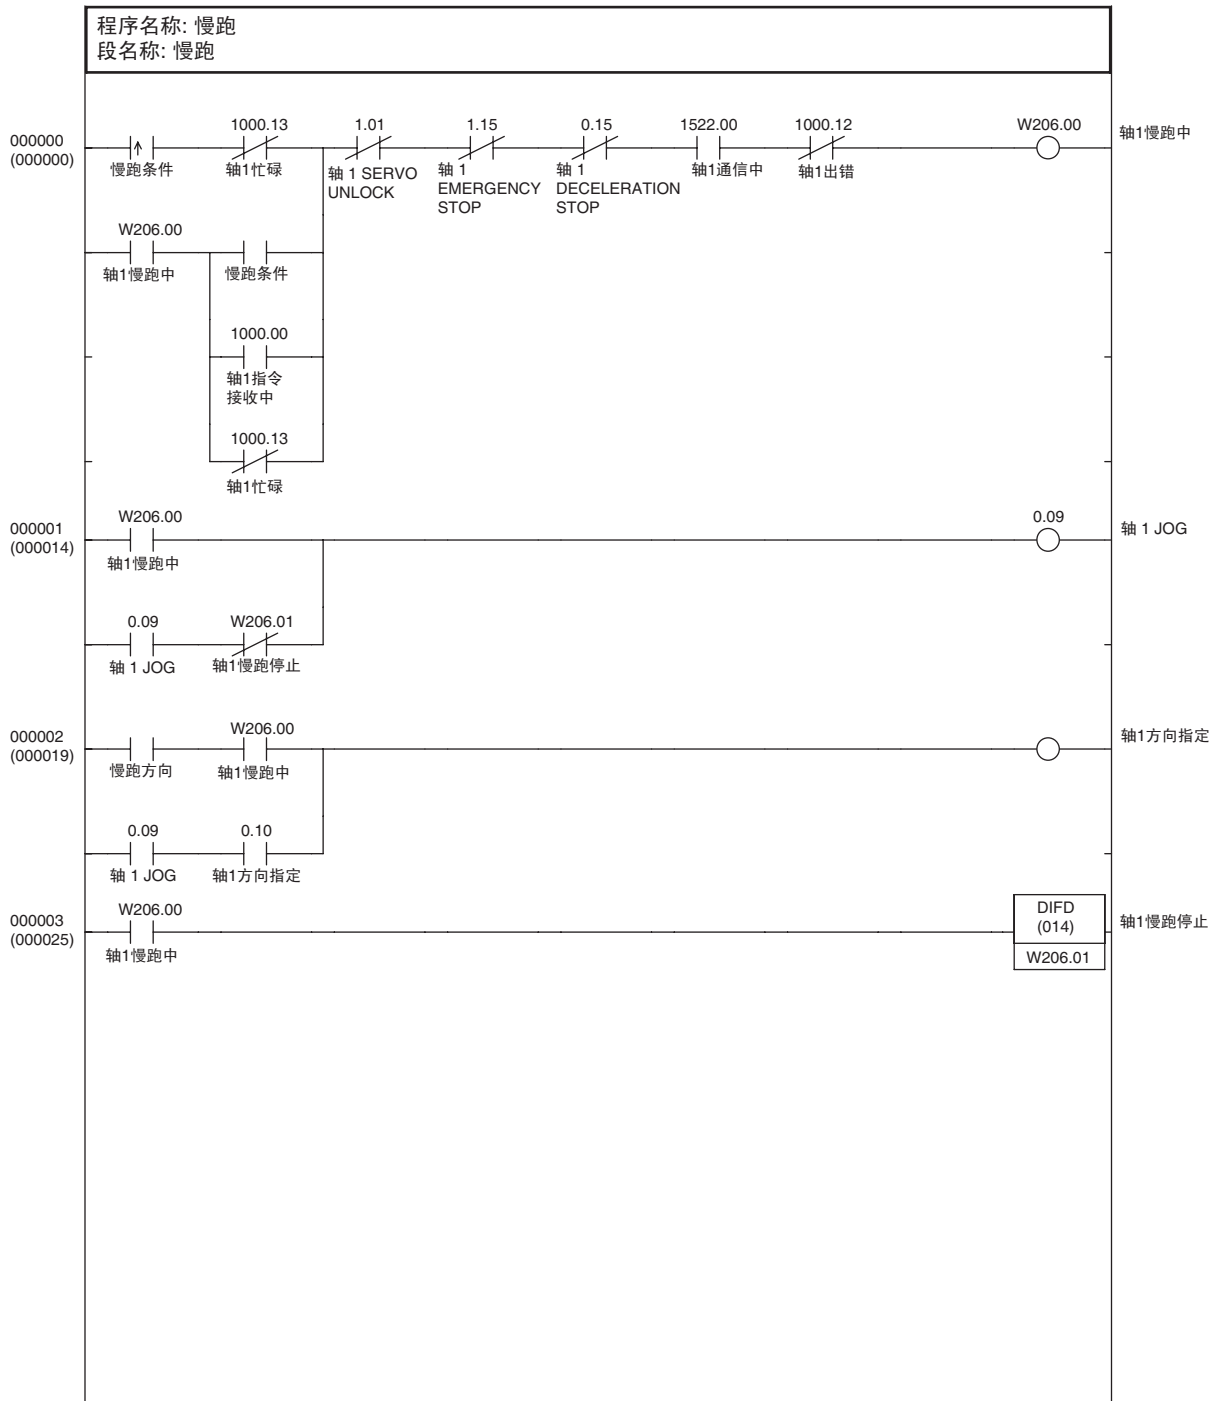 程序名称: 慢跑
段名称: 慢跑
000000
(000000)
慢跑条件
1000.13
轴1忙碌
1.01
轴 1 SERVO
UNLOCK
1.15
轴 1
EMERGENCY
STOP
0.15
轴 1
DECELERATION
STOP
1522.00
轴1通信中
1000.12
轴1出错
W206.00
轴1慢跑中
W206.00
轴1慢跑中
慢跑条件
1000.00
轴1指令
接收中
1000.13
轴1忙碌
000001
(000014)
W206.00
轴1慢跑中
0.09
轴 1 JOG
0.09
轴 1 JOG
W206.01
轴1慢跑停止
000002
(000019)
慢跑方向
W206.00
轴1慢跑中
轴1方向指定
0.09
轴 1 JOG
0.10
轴1方向指定
000003
(000025)
W206.00
轴1慢跑中
DIFD
(014)
W206.01
轴1慢跑停止